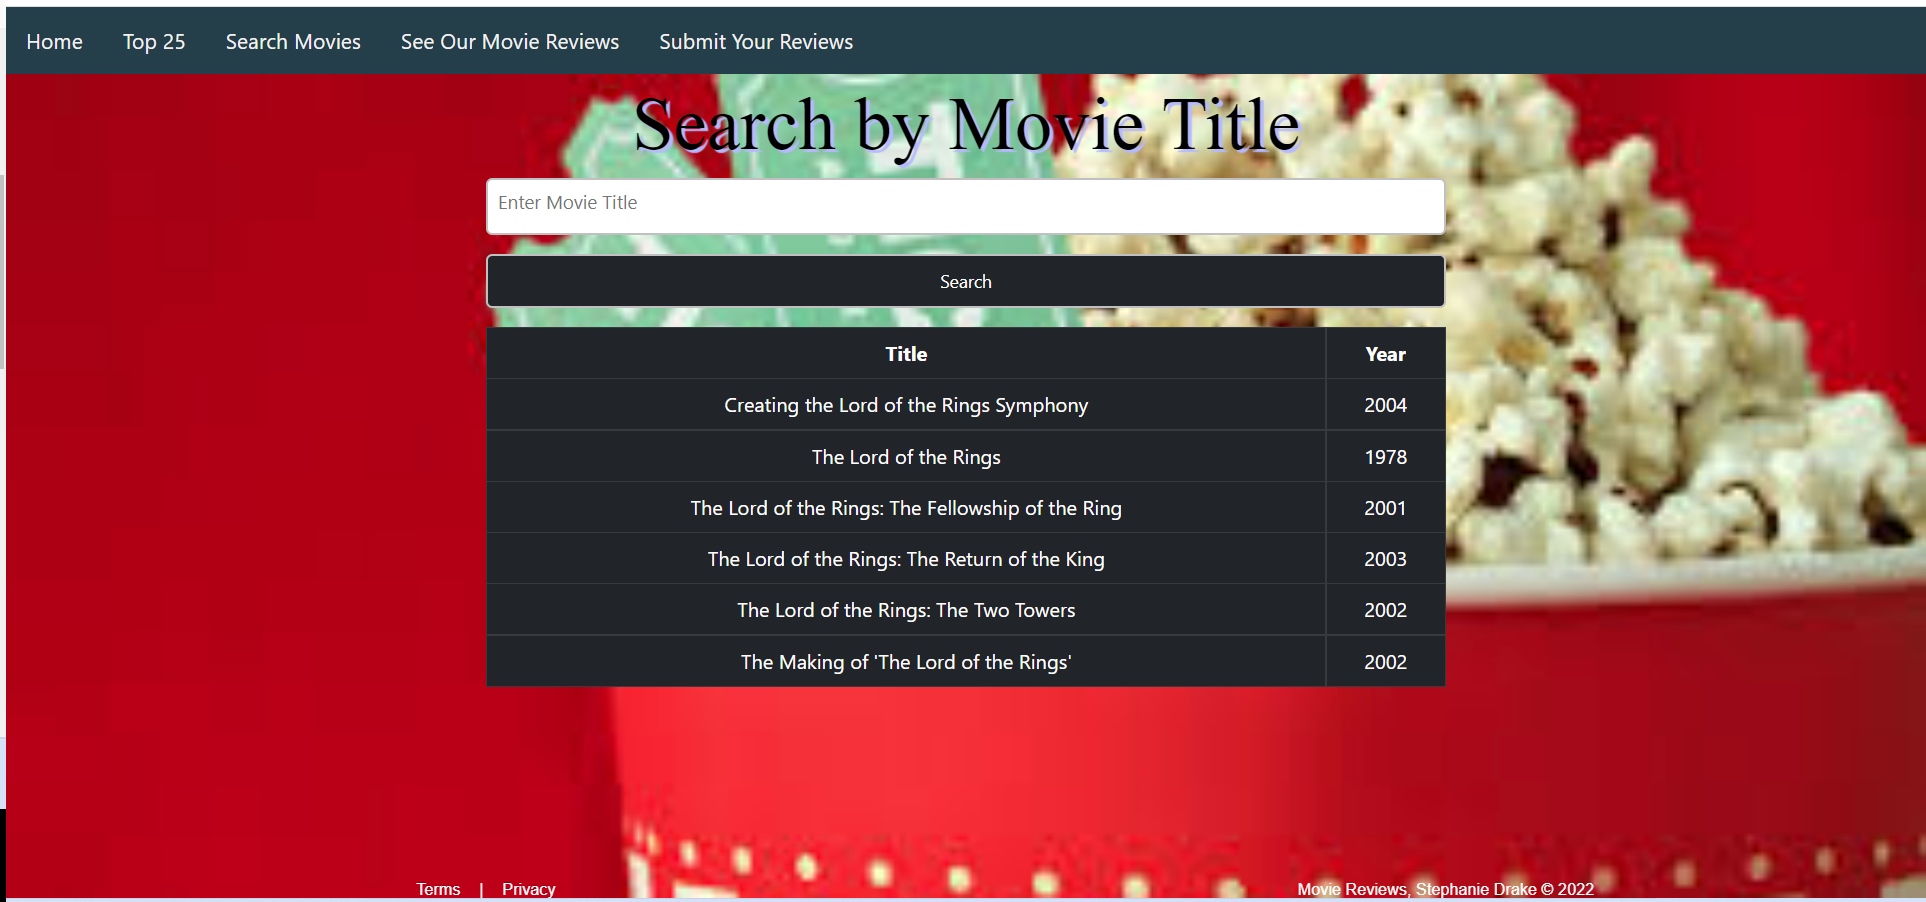 Home Top 25 Search Movies See Our Movie Reviews Submit Your Reviews
Search by Movie Title
Enter Movie Title
Search
Title Year
Creating the Lord of the Rings Symphony 2004
The Lord of the Rings 1978
The Lord of the Rings: The Fellowship of the Ring 2001
The Lord of the Rings: The Return of the King 2003
The Lord of the Rings: The Two Towers 2002
The Making of 'The Lord of the Rings' 2002
Terms | Privacy Movie Reviews, Stephanie Drake © 2022